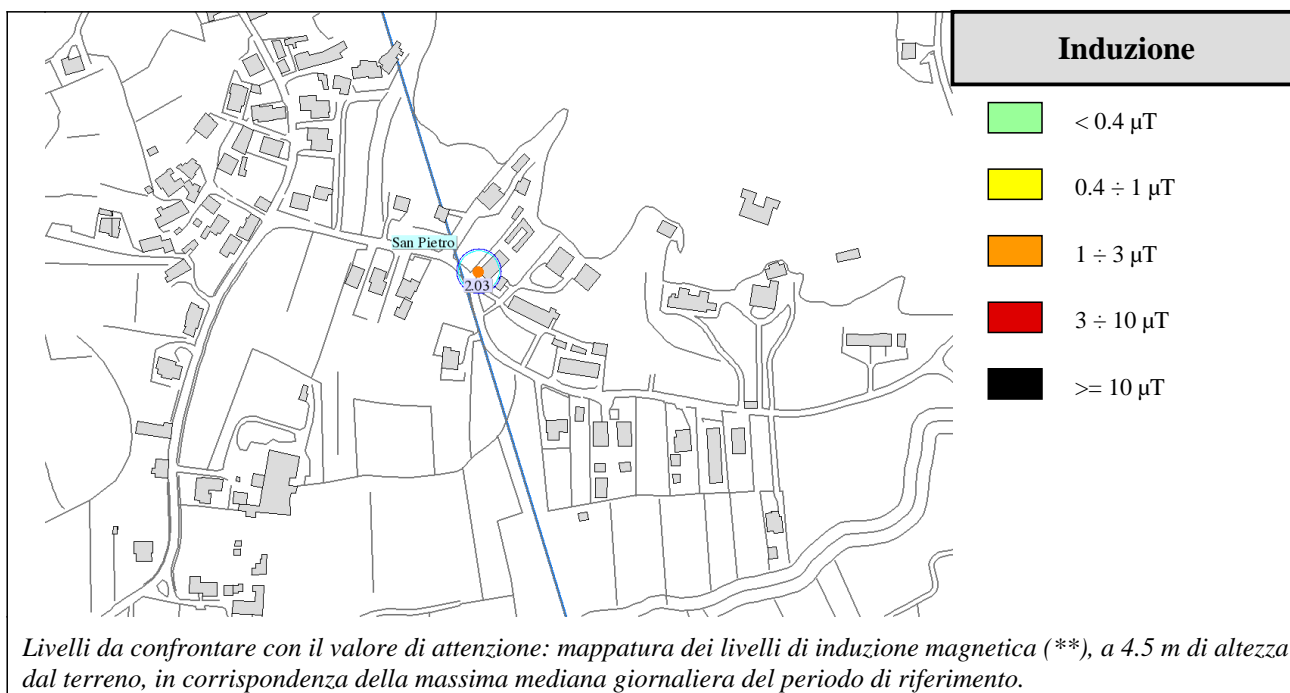 Induzione
< 0.4 µT
0.4 ÷ 1 µT
1 ÷ 3 µT
3 ÷ 10 µT
>= 10 µT
San Pietro
2.03
Livelli da confrontare con il valore di attenzione: mappatura dei livelli di induzione magnetica (**), a 4.5 m di altezza
dal terreno, in corrispondenza della massima mediana giornaliera del periodo di riferimento.